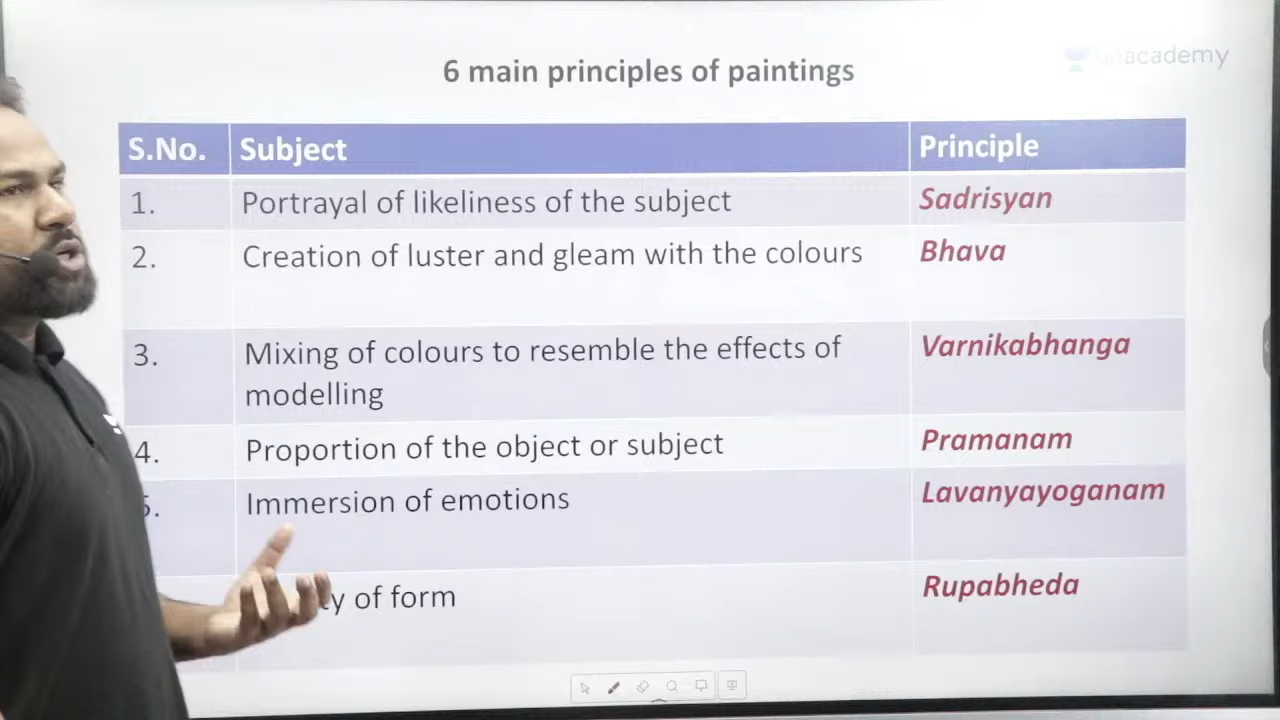 6 main principles of paintings
unacademy
S.No. Subject Principle
1. Portrayal of likeliness of the subject Sadrisyan
2. Creation of luster and gleam with the colours Bhava
3. Mixing of colours to resemble the effects of Varnikabhanga
modelling
4. Proportion of the object or subject Pramanam
5. Immersion of emotions Lavanyayoganam
of form Rupabheda